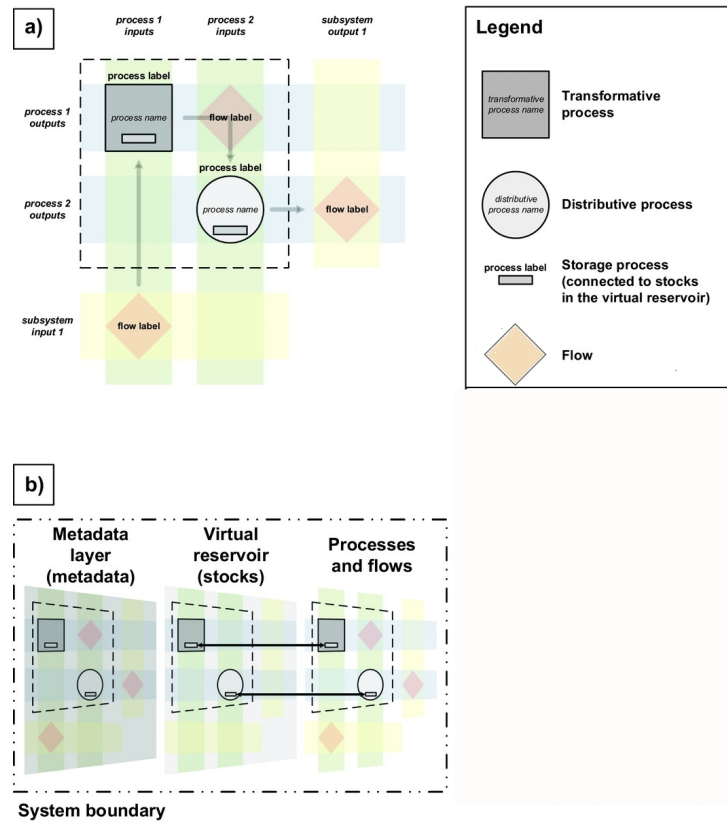 a)
process 1
inputs
process 2
inputs
subsystem
output 1
process label
process 1
outputs
process name
flow label
process label
process 2
outputs
process name
flow label
subsystem
input 1
flow label
Legend
transformative
process name
Transformative
process
distributive
process name
Distributive process
process label
Storage process
(connected to stocks
in the virtual reservoir)
Flow
b)
Metadata
layer
(metadata)
Virtual
reservoir
(stocks)
Processes
and flows
System boundary